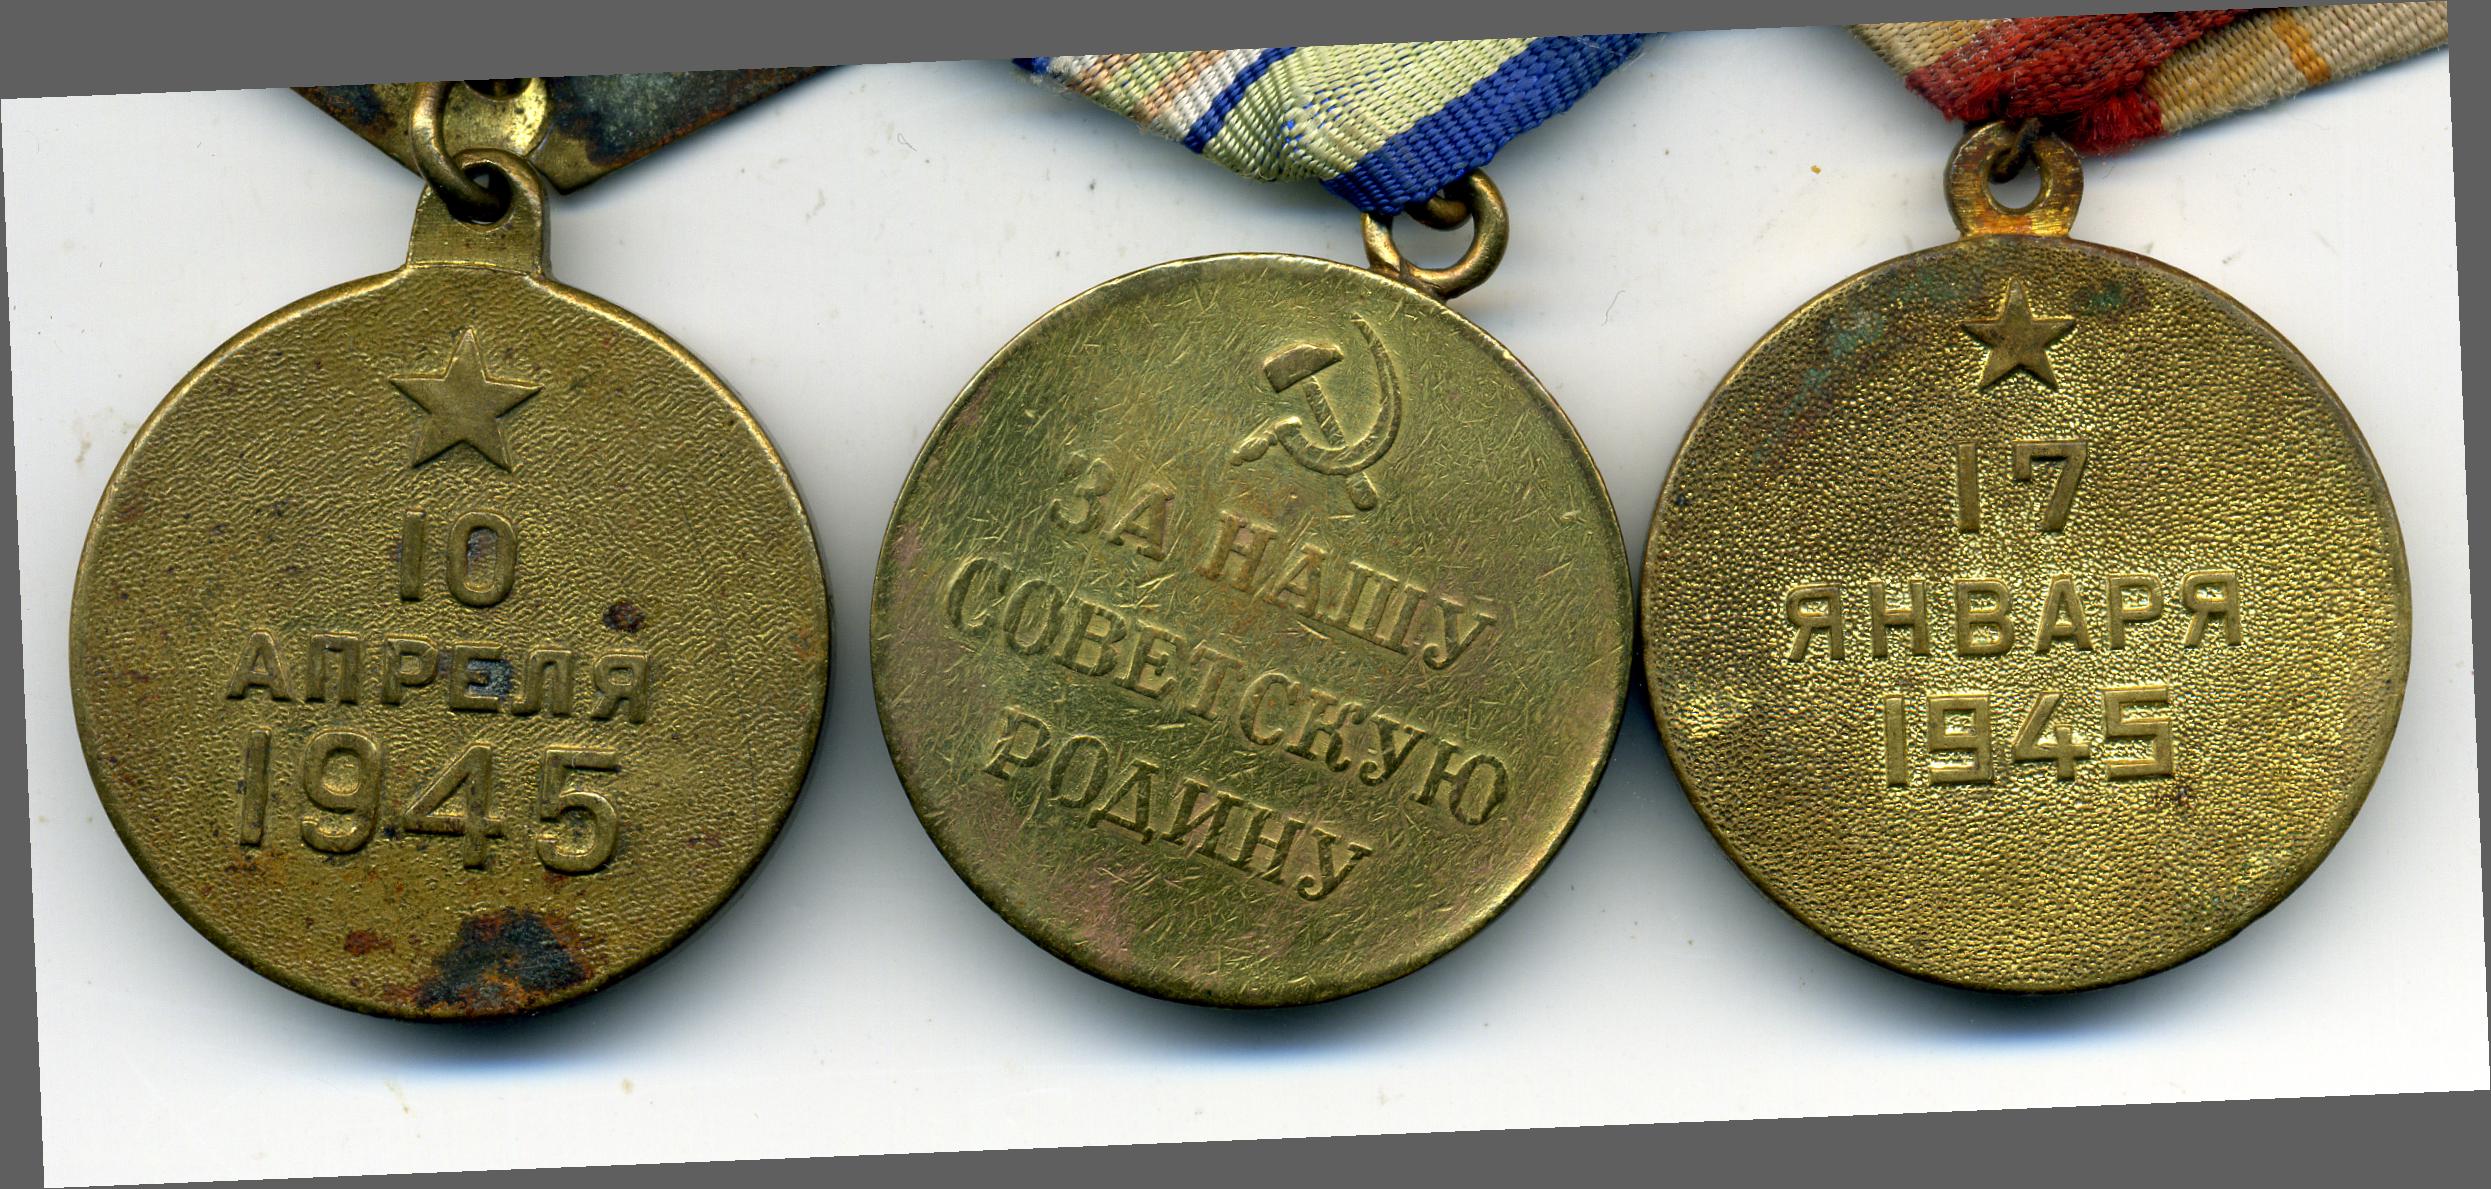 10
АПРЕЛЯ
1945
ЗА НАШУ
СОВЕТСКУЮ
РОДИНУ
17
ЯНВАРЯ
1945